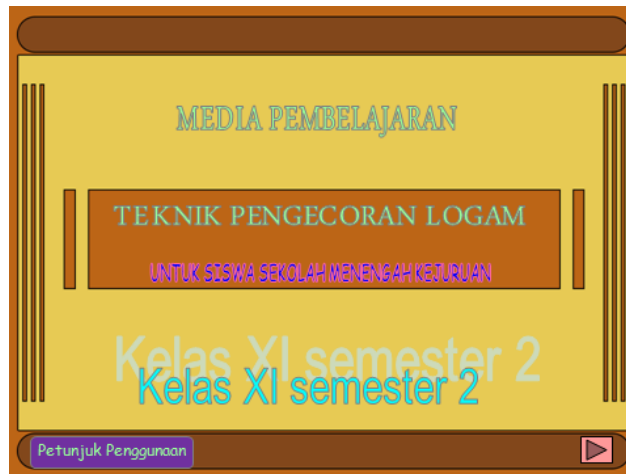 MEDIA PEMBELAJARAN
TEKNIK PENGECORAN LOGAM
UNTUK SISWA SEKOLAH MENENGAH KEJURUAN
Kelas XI semester 2
Kelas XI semester 2
Petunjuk Penggunaan